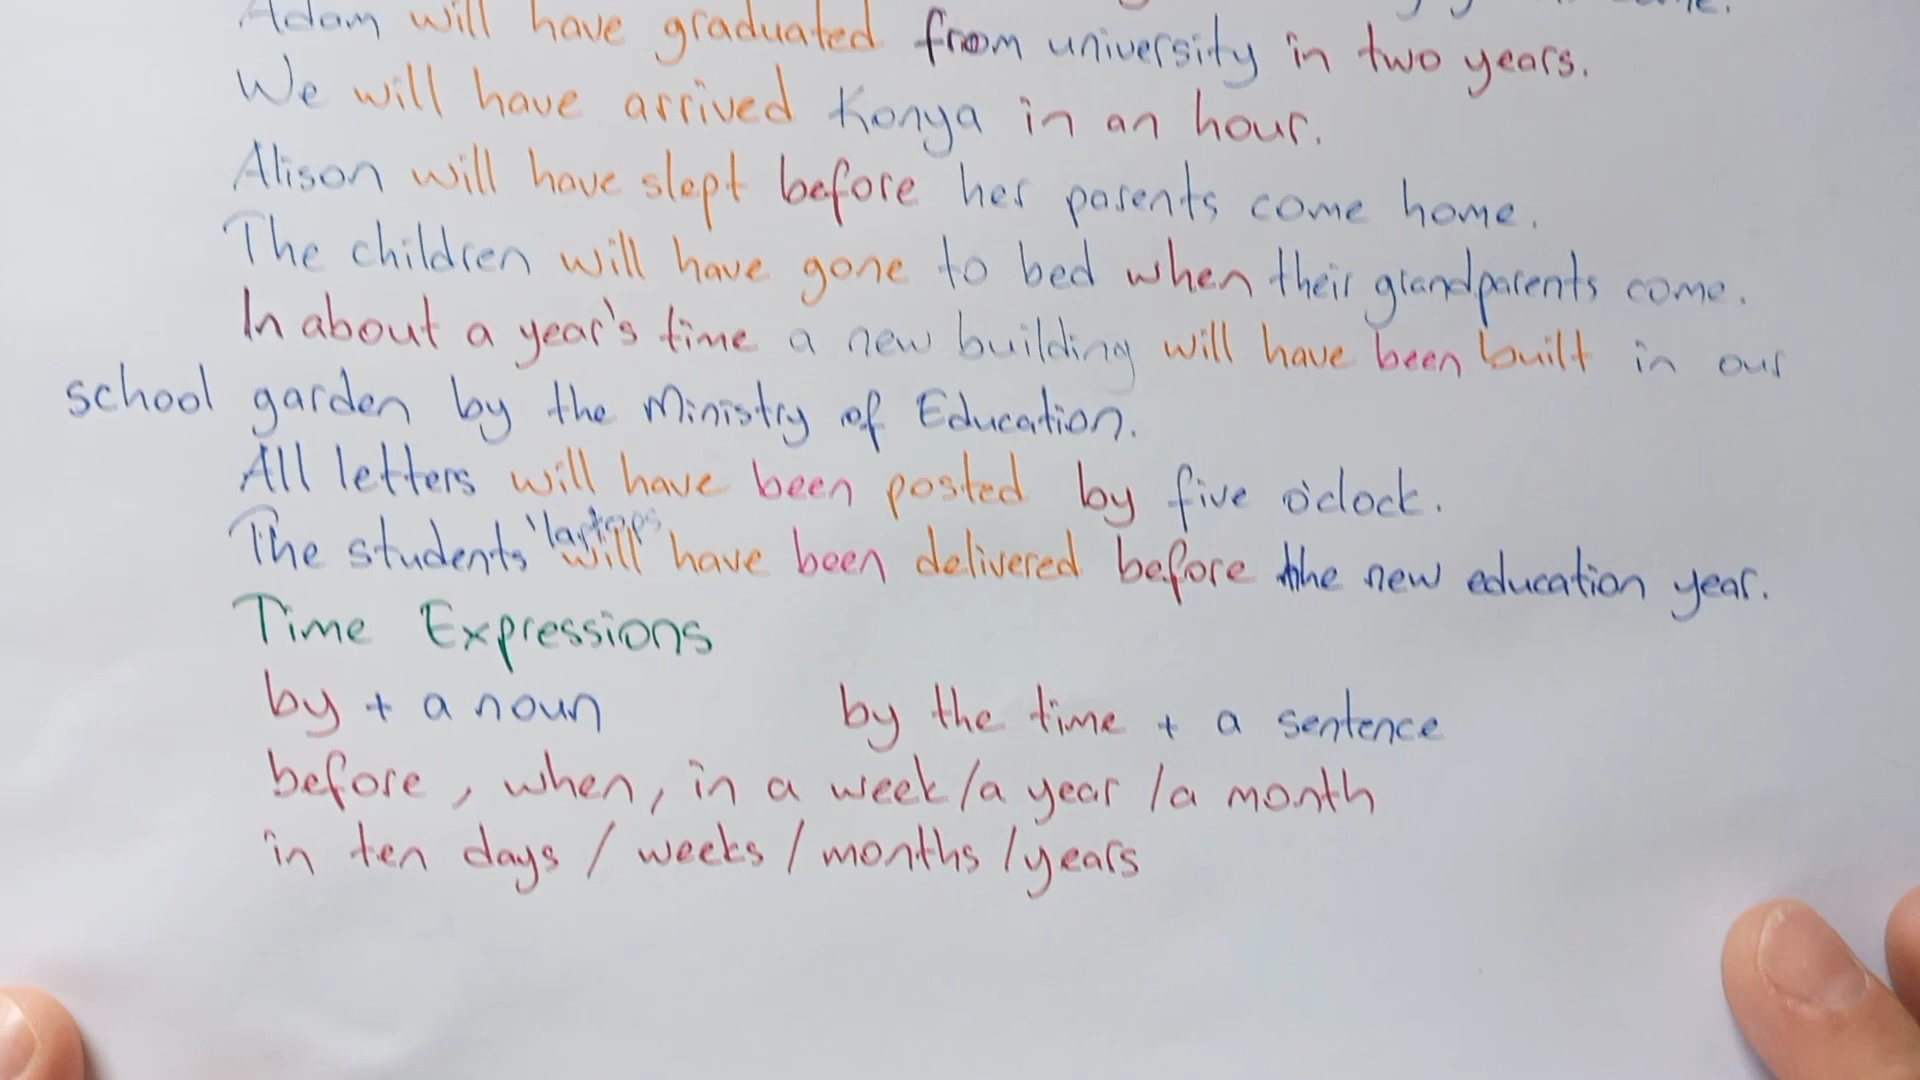 Adam will have graduated from university in two years.
We will have arrived Konya in an hour.
Alison will have slept before her parents come home.
The children will have gone to bed when their grandparents come.
In about a year's time a new building will have been built in our
school garden by the Ministry of Education.
All letters will have been posted by five o'clock.
The students' laptops will have been delivered before the new education year.
Time Expressions
by + a noun by the time + a sentence
before, when, in a week/a year/a month
in ten days / weeks / months / years